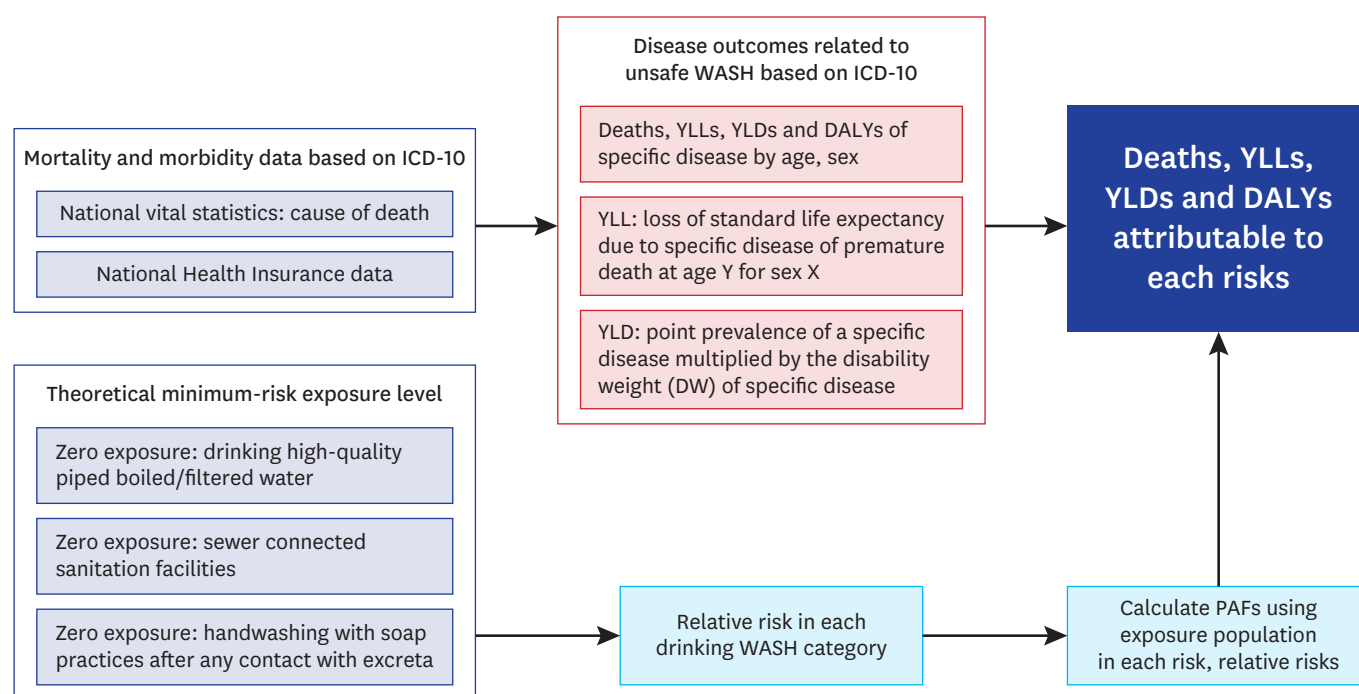 Mortality and morbidity data based on ICD-10
National vital statistics: cause of death
National Health Insurance data
Theoretical minimum-risk exposure level
Zero exposure: drinking high-quality
piped boiled/filtered water
Zero exposure: sewer connected
sanitation facilities
Zero exposure: handwashing with soap
practices after any contact with excreta
Disease outcomes related to
unsafe WASH based on ICD-10
Deaths, YLLs, YLDs and DALYs of
specific disease by age, sex
YLL: loss of standard life expectancy
due to specific disease of premature
death at age Y for sex X
YLD: point prevalence of a specific
disease multiplied by the disability
weight (DW) of specific disease
Relative risk in each
drinking WASH category
Calculate PAFs using
exposure population
in each risk, relative risks
Deaths, YLLs,
YLDs and DALYs
attributable to
each risks